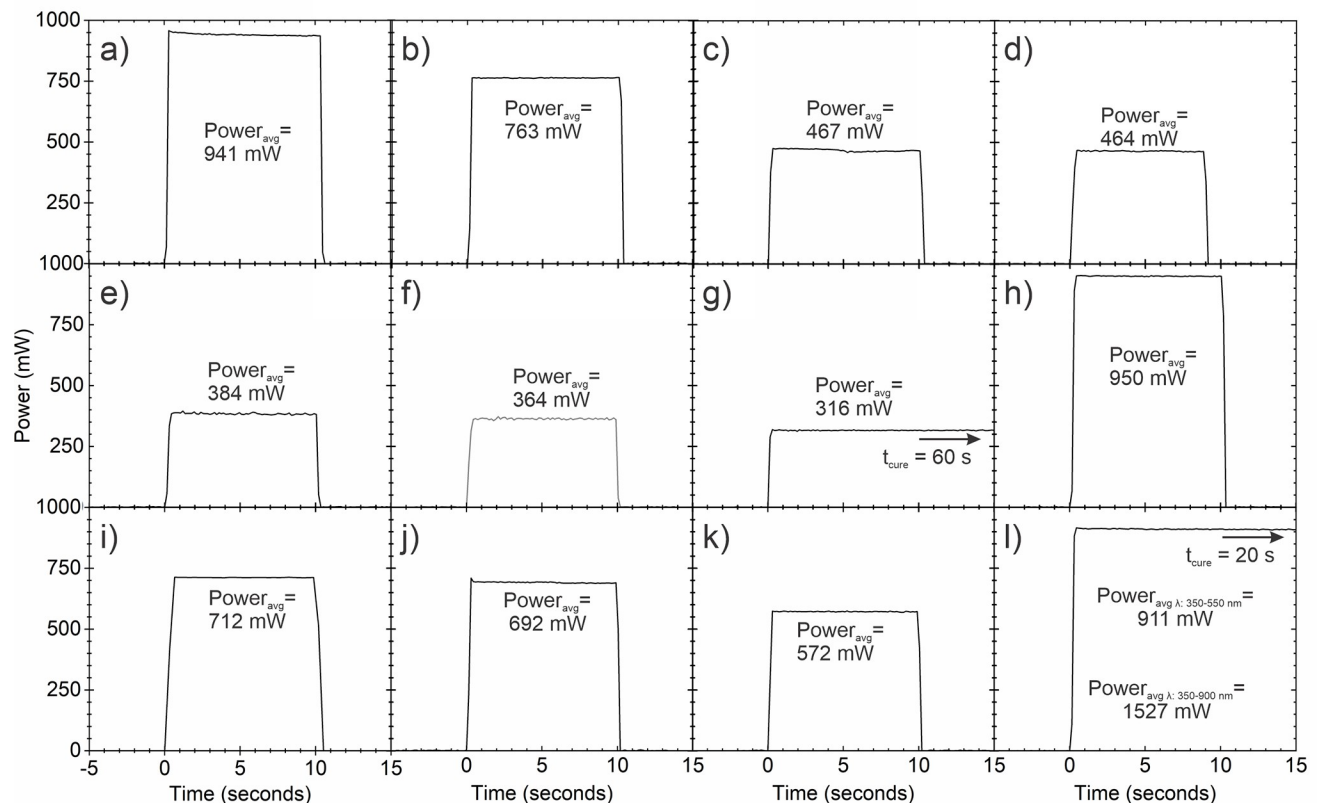 1000
750
500
250
1000
750
500
250
1000
750
500
250
0
Power (mW)
a)
Power_avg=
941 mW
b)
Power_avg=
763 mW
c)
Power_avg=
467 mW
d)
Power_avg=
464 mW
e)
Power_avg=
384 mW
f)
Power_avg=
364 mW
g)
Power_avg=
316 mW
t_cure = 60 s
h)
Power_avg=
950 mW
i)
Power_avg=
712 mW
j)
Power_avg=
692 mW
k)
Power_avg=
572 mW
l)
t_cure = 20 s
Power_avg λ: 350-550 nm=
911 mW
Power_avg λ: 350-900 nm=
1527 mW
-5 0 5 10 15 0 5 10 15 0 5 10 15 0 5 10 15
Time (seconds) Time (seconds) Time (seconds) Time (seconds)